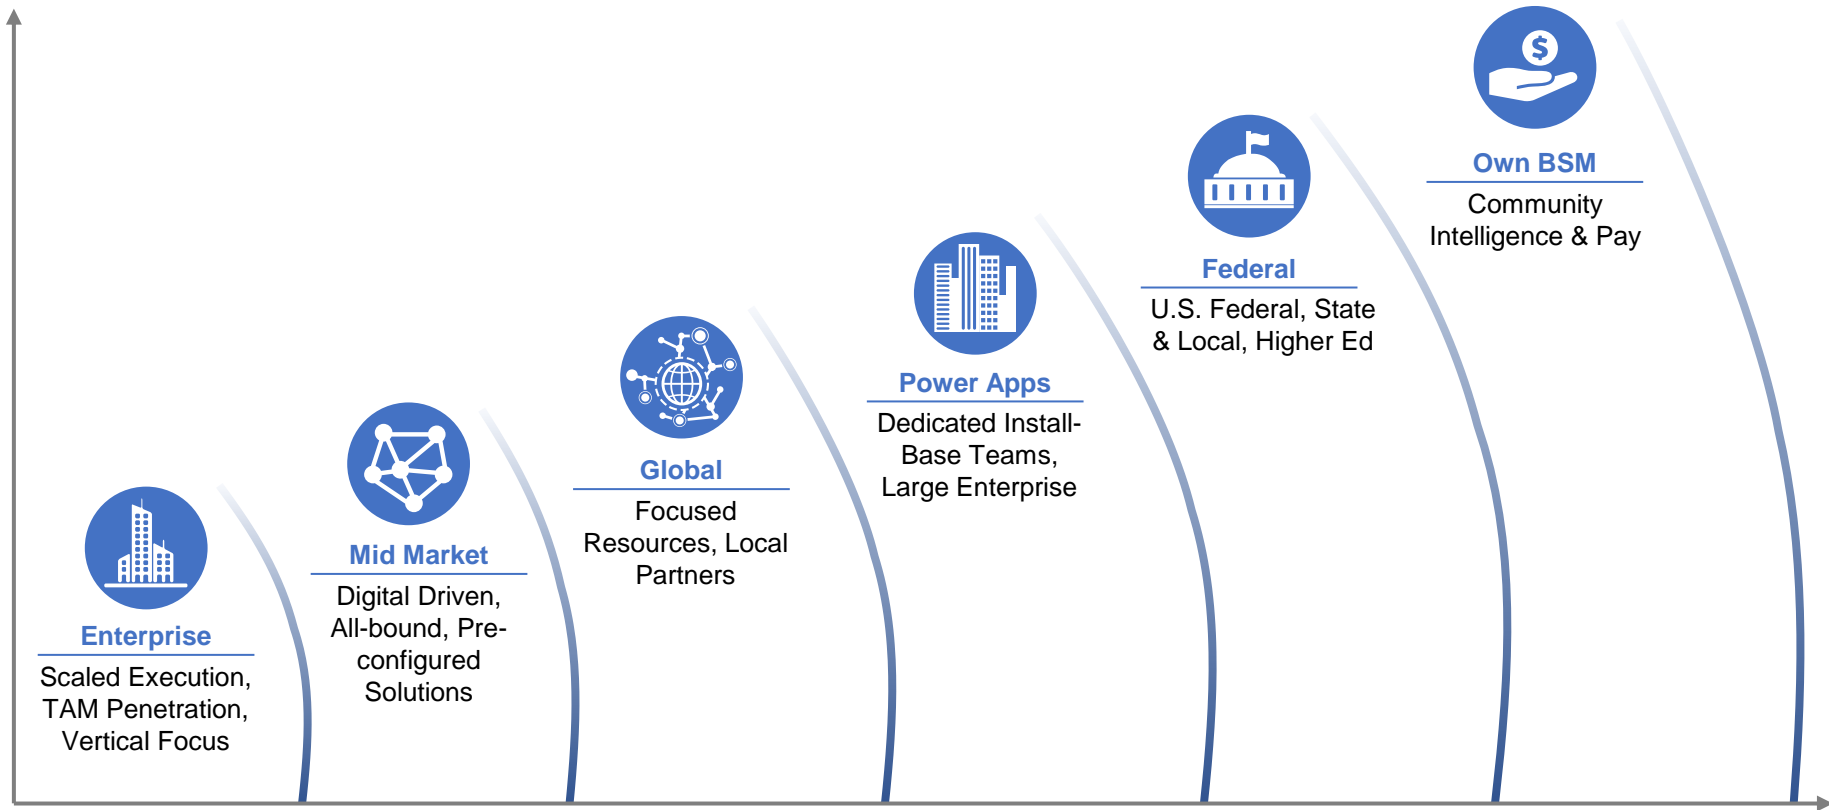 Enterprise
Scaled Execution,
TAM Penetration,
Vertical Focus
Mid Market
Digital Driven,
All-bound, Pre-
configured
Solutions
Global
Focused
Resources, Local
Partners
Power Apps
Dedicated Install-
Base Teams,
Large Enterprise
Federal
U.S. Federal, State
& Local, Higher Ed
$
Own BSM
Community
Intelligence & Pay